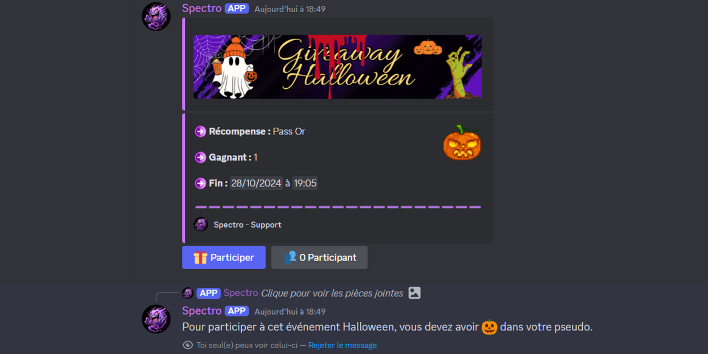 Spectro APP Aujourd'hui à 18:49
Giveaway
Halloween
Récompense : Pass Or
Gagnant : 1
Fin : 28/10/2024 à 19:05
Spectro - Support
Participer 0 Participant
APP Spectro Clique pour voir les pièces jointes
Spectro APP Aujourd'hui à 18:49
Pour participer à cet événement Halloween, vous devez avoir 🎃 dans votre pseudo.
Toi seul(e) peux voir celui-ci — Rejeter le message